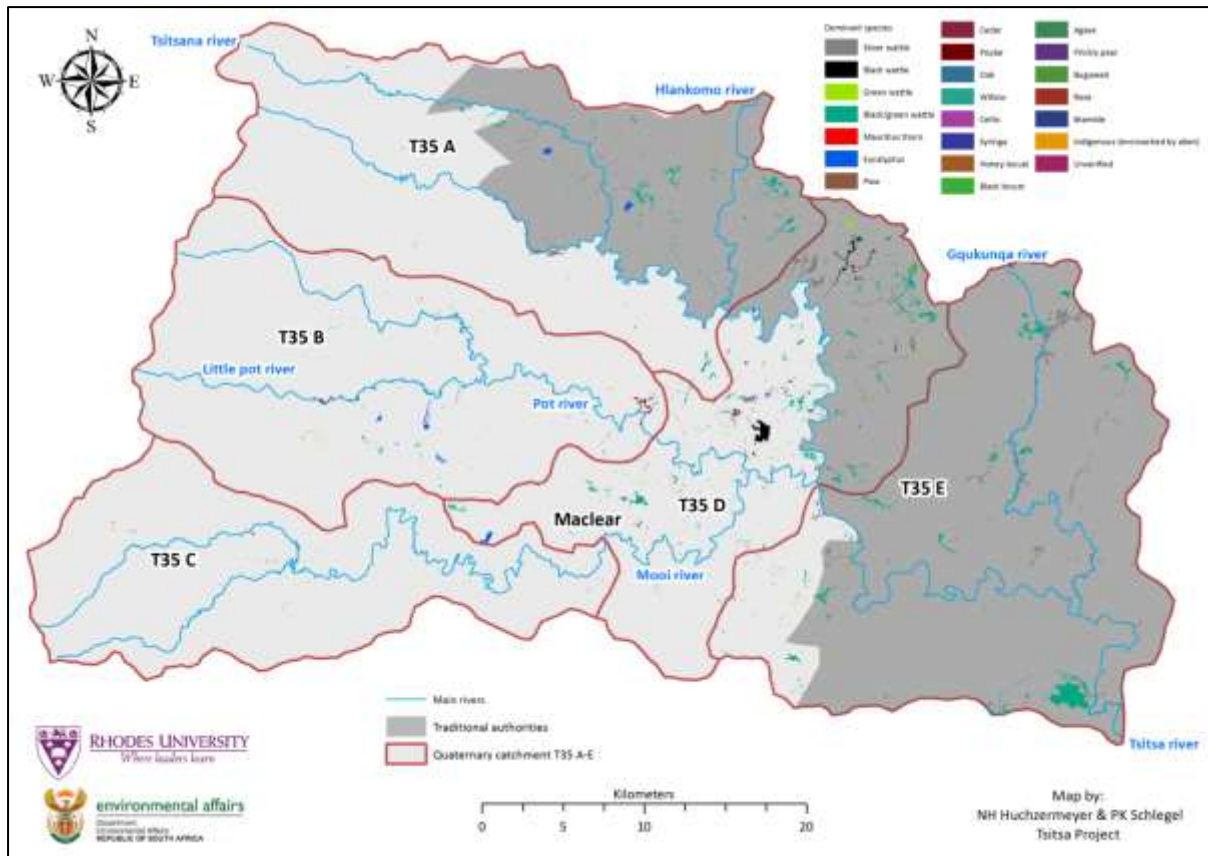 N
W E
S
Tsitsana river
Hlankomo river
T35 A
Gqukunqa river
T35 B
Little pot river
Pot river
T35 E
T35 D
Maclear
T35 C
Mooi river
Tsitsa river
Dominant species
Silver wattle
Black wattle
Green wattle
Black/green wattle
Mauritius thorn
Eucalyptus
Pine
Cedar
Poplar
Oak
Willow
Celtis
Syringa
Honey locust
Black locust
Agave
Prickly pear
Bugweed
Rosa
Bramble
Indigenous (encroached by alien)
Unverified
Main rivers
Traditional authorities
Quaternary catchment T35 A-E
RHODES UNIVERSITY
Where leaders learn
environmental affairs
Department:
Environmental Affairs
REPUBLIC OF SOUTH AFRICA
Kilometers
0 5 10 20
Map by:
NH Huchzermeyer & PK Schlegel
Tsitsa Project